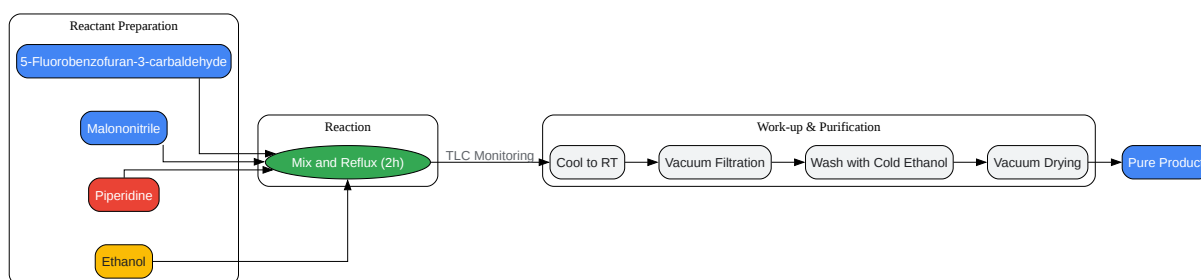 Reactant Preparation
5-Fluorobenzofuran-3-carbaldehyde
Malononitrile
Piperidine
Ethanol
Reaction
Mix and Reflux (2h)
TLC Monitoring
Work-up & Purification
Cool to RT
Vacuum Filtration
Wash with Cold Ethanol
Vacuum Drying
Pure Product